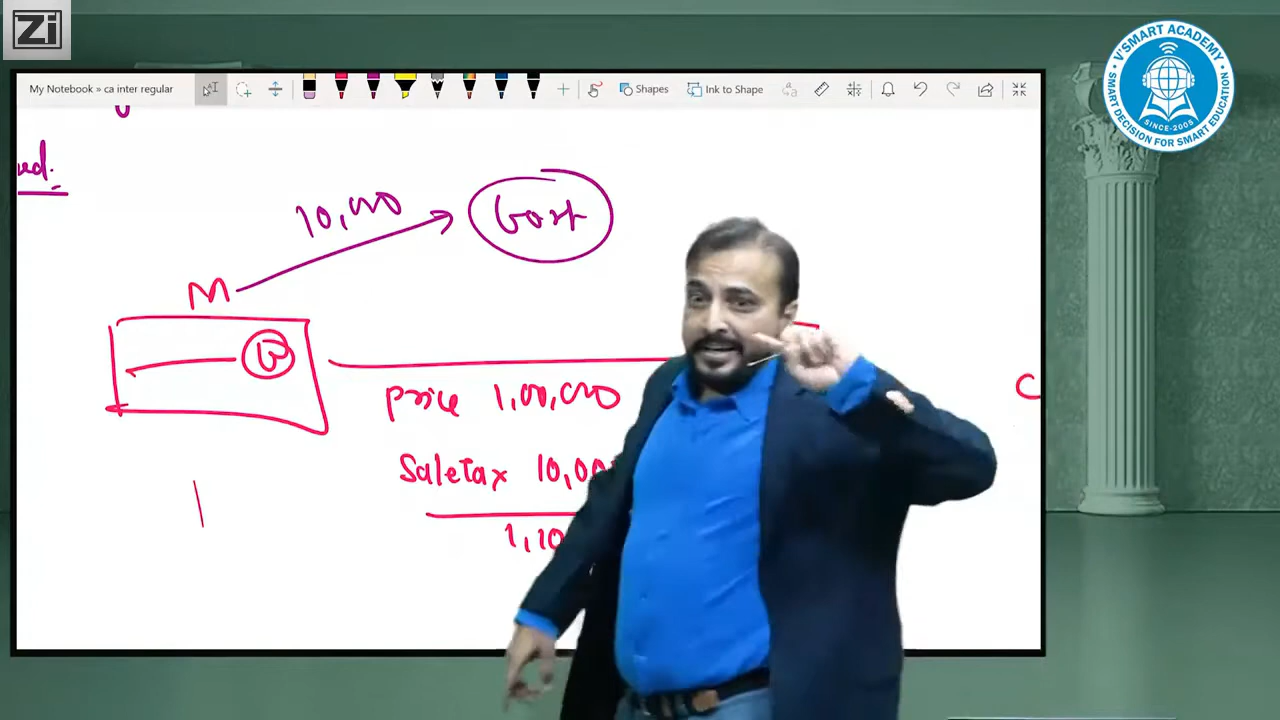 Zi
My Notebook » ca inter regular
Shapes
Ink to Shape
V'SMART ACADEMY
SMART DECISION FOR SMART EDUCATION
SINCE-2005
10,000
Govt
M
Price 1,00,000
Saletax 10,00
1,10
C